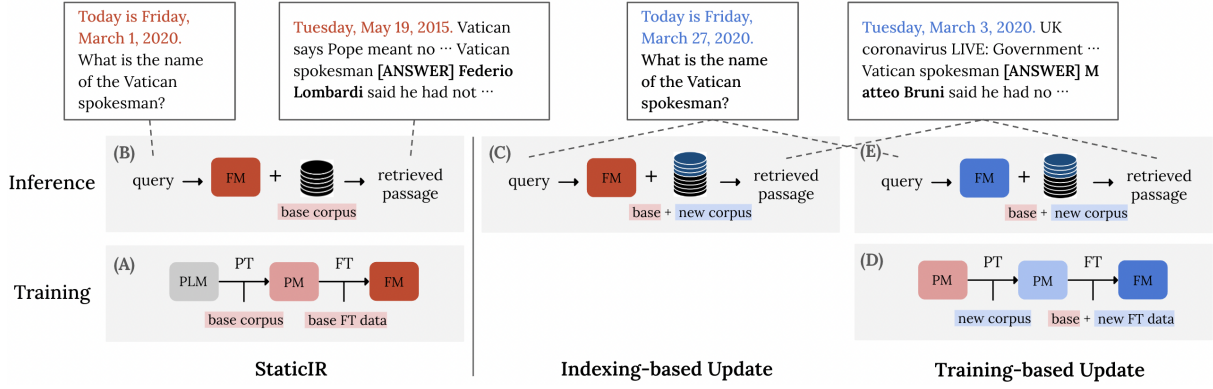 Today is Friday,
March 1, 2020.
What is the name
of the Vatican
spokesman?
Tuesday, May 19, 2015. Vatican
says Pope meant no ⋯ Vatican
spokesman [ANSWER] Federio
Lombardi said he had not ⋯
Today is Friday,
March 27, 2020.
What is the name
of the Vatican
spokesman?
Tuesday, March 3, 2020. UK
coronavirus LIVE: Government ⋯
Vatican spokesman [ANSWER] M
atteo Bruni said he had no ⋯
Inference
(B)
query
FM
+
retrieved
passage
base corpus
(C)
query
FM
+
retrieved
passage
base + new corpus
(E)
query
FM
+
retrieved
passage
base + new corpus
Training
(A)
PLM
PT
PM
FT
FM
base corpus
base FT data
(D)
PM
PT
PM
FT
FM
new corpus
base + new FT data
StaticIR
Indexing-based Update
Training-based Update